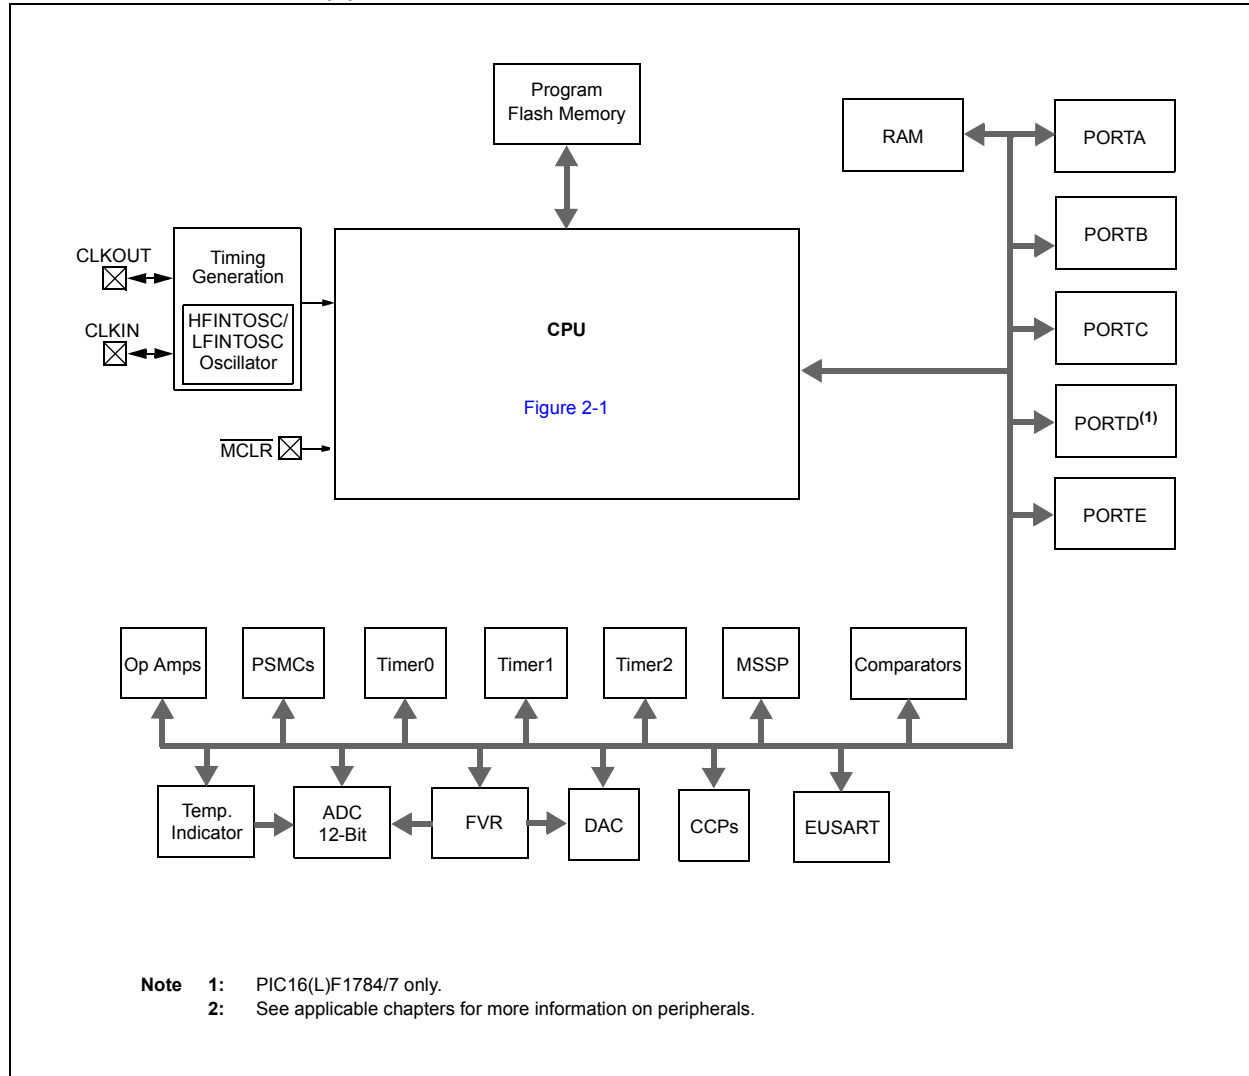 Program
Flash Memory
RAM
PORTA
PORTB
CLKOUT
Timing
Generation
HFINTOSC/
LFINTOSC
Oscillator
CLKIN
CPU
PORTC
Figure 2-1
PORTD(1)
MCLR
PORTE
Op Amps
PSMCs
Timer0
Timer1
Timer2
MSSP
Comparators
Temp.
Indicator
ADC
12-Bit
FVR
DAC
CCPs
EUSART
Note 1: PIC16(L)F1784/7 only.
2: See applicable chapters for more information on peripherals.